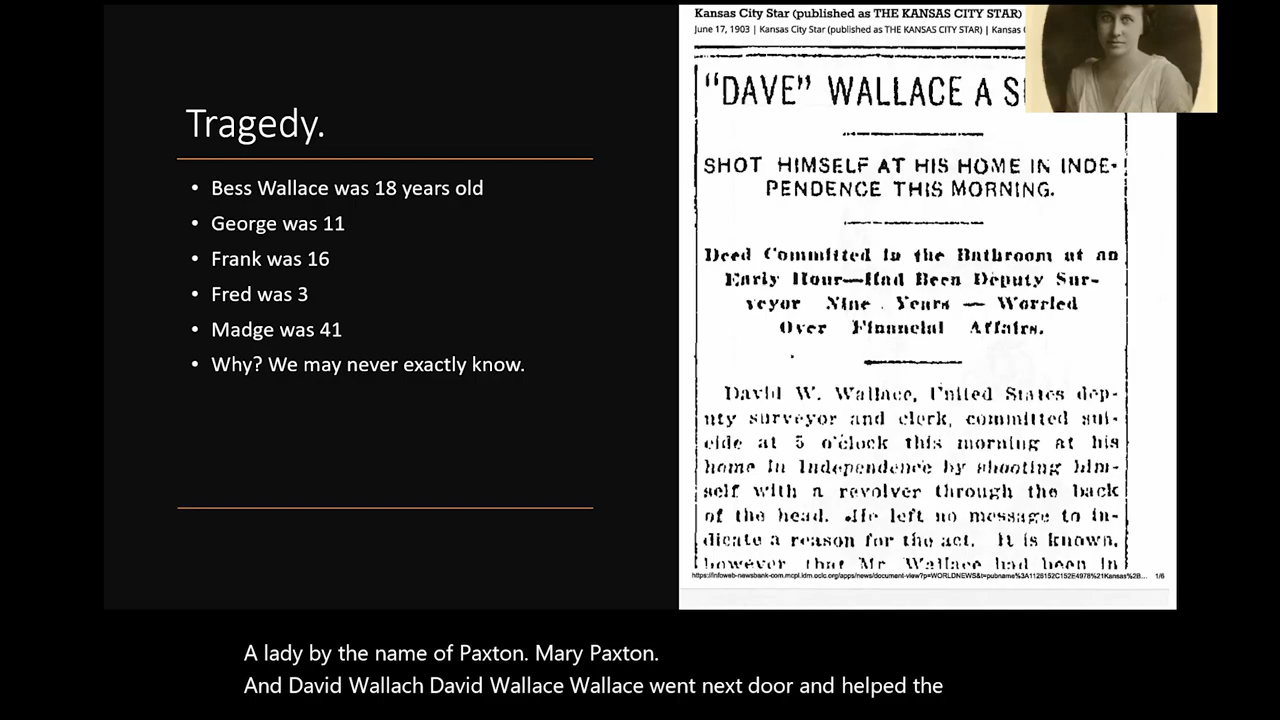 Tragedy.
• Bess Wallace was 18 years old
• George was 11
• Frank was 16
• Fred was 3
• Madge was 41
• Why? We may never exactly know.
Kansas City Star (published as THE KANSAS CITY STAR)
June 17, 1903 | Kansas City Star (published as THE KANSAS CITY STAR) | Kansas
"DAVE" WALLACE A
SHOT HIMSELF AT HIS HOME IN INDE-
PENDENCE THIS MORNING.
Deed Committed in the Bathroom at an
Early Hour—Had Been Deputy Sur-
veyor Nine Years — Worried
Over Financial Affairs.
David W. Wallace, United States dep-
uty surveyor and clerk, committed sui-
cide at 5 o'clock this morning at his
home in Independence by shooting him-
self with a revolver through the back
of the head. He left no message to in-
dicate a reason for the act. It is known,
however that Mr. Wallace had been in
1/6
A lady by the name of Paxton. Mary Paxton.
And David Wallach David Wallace Wallace went next door and helped the